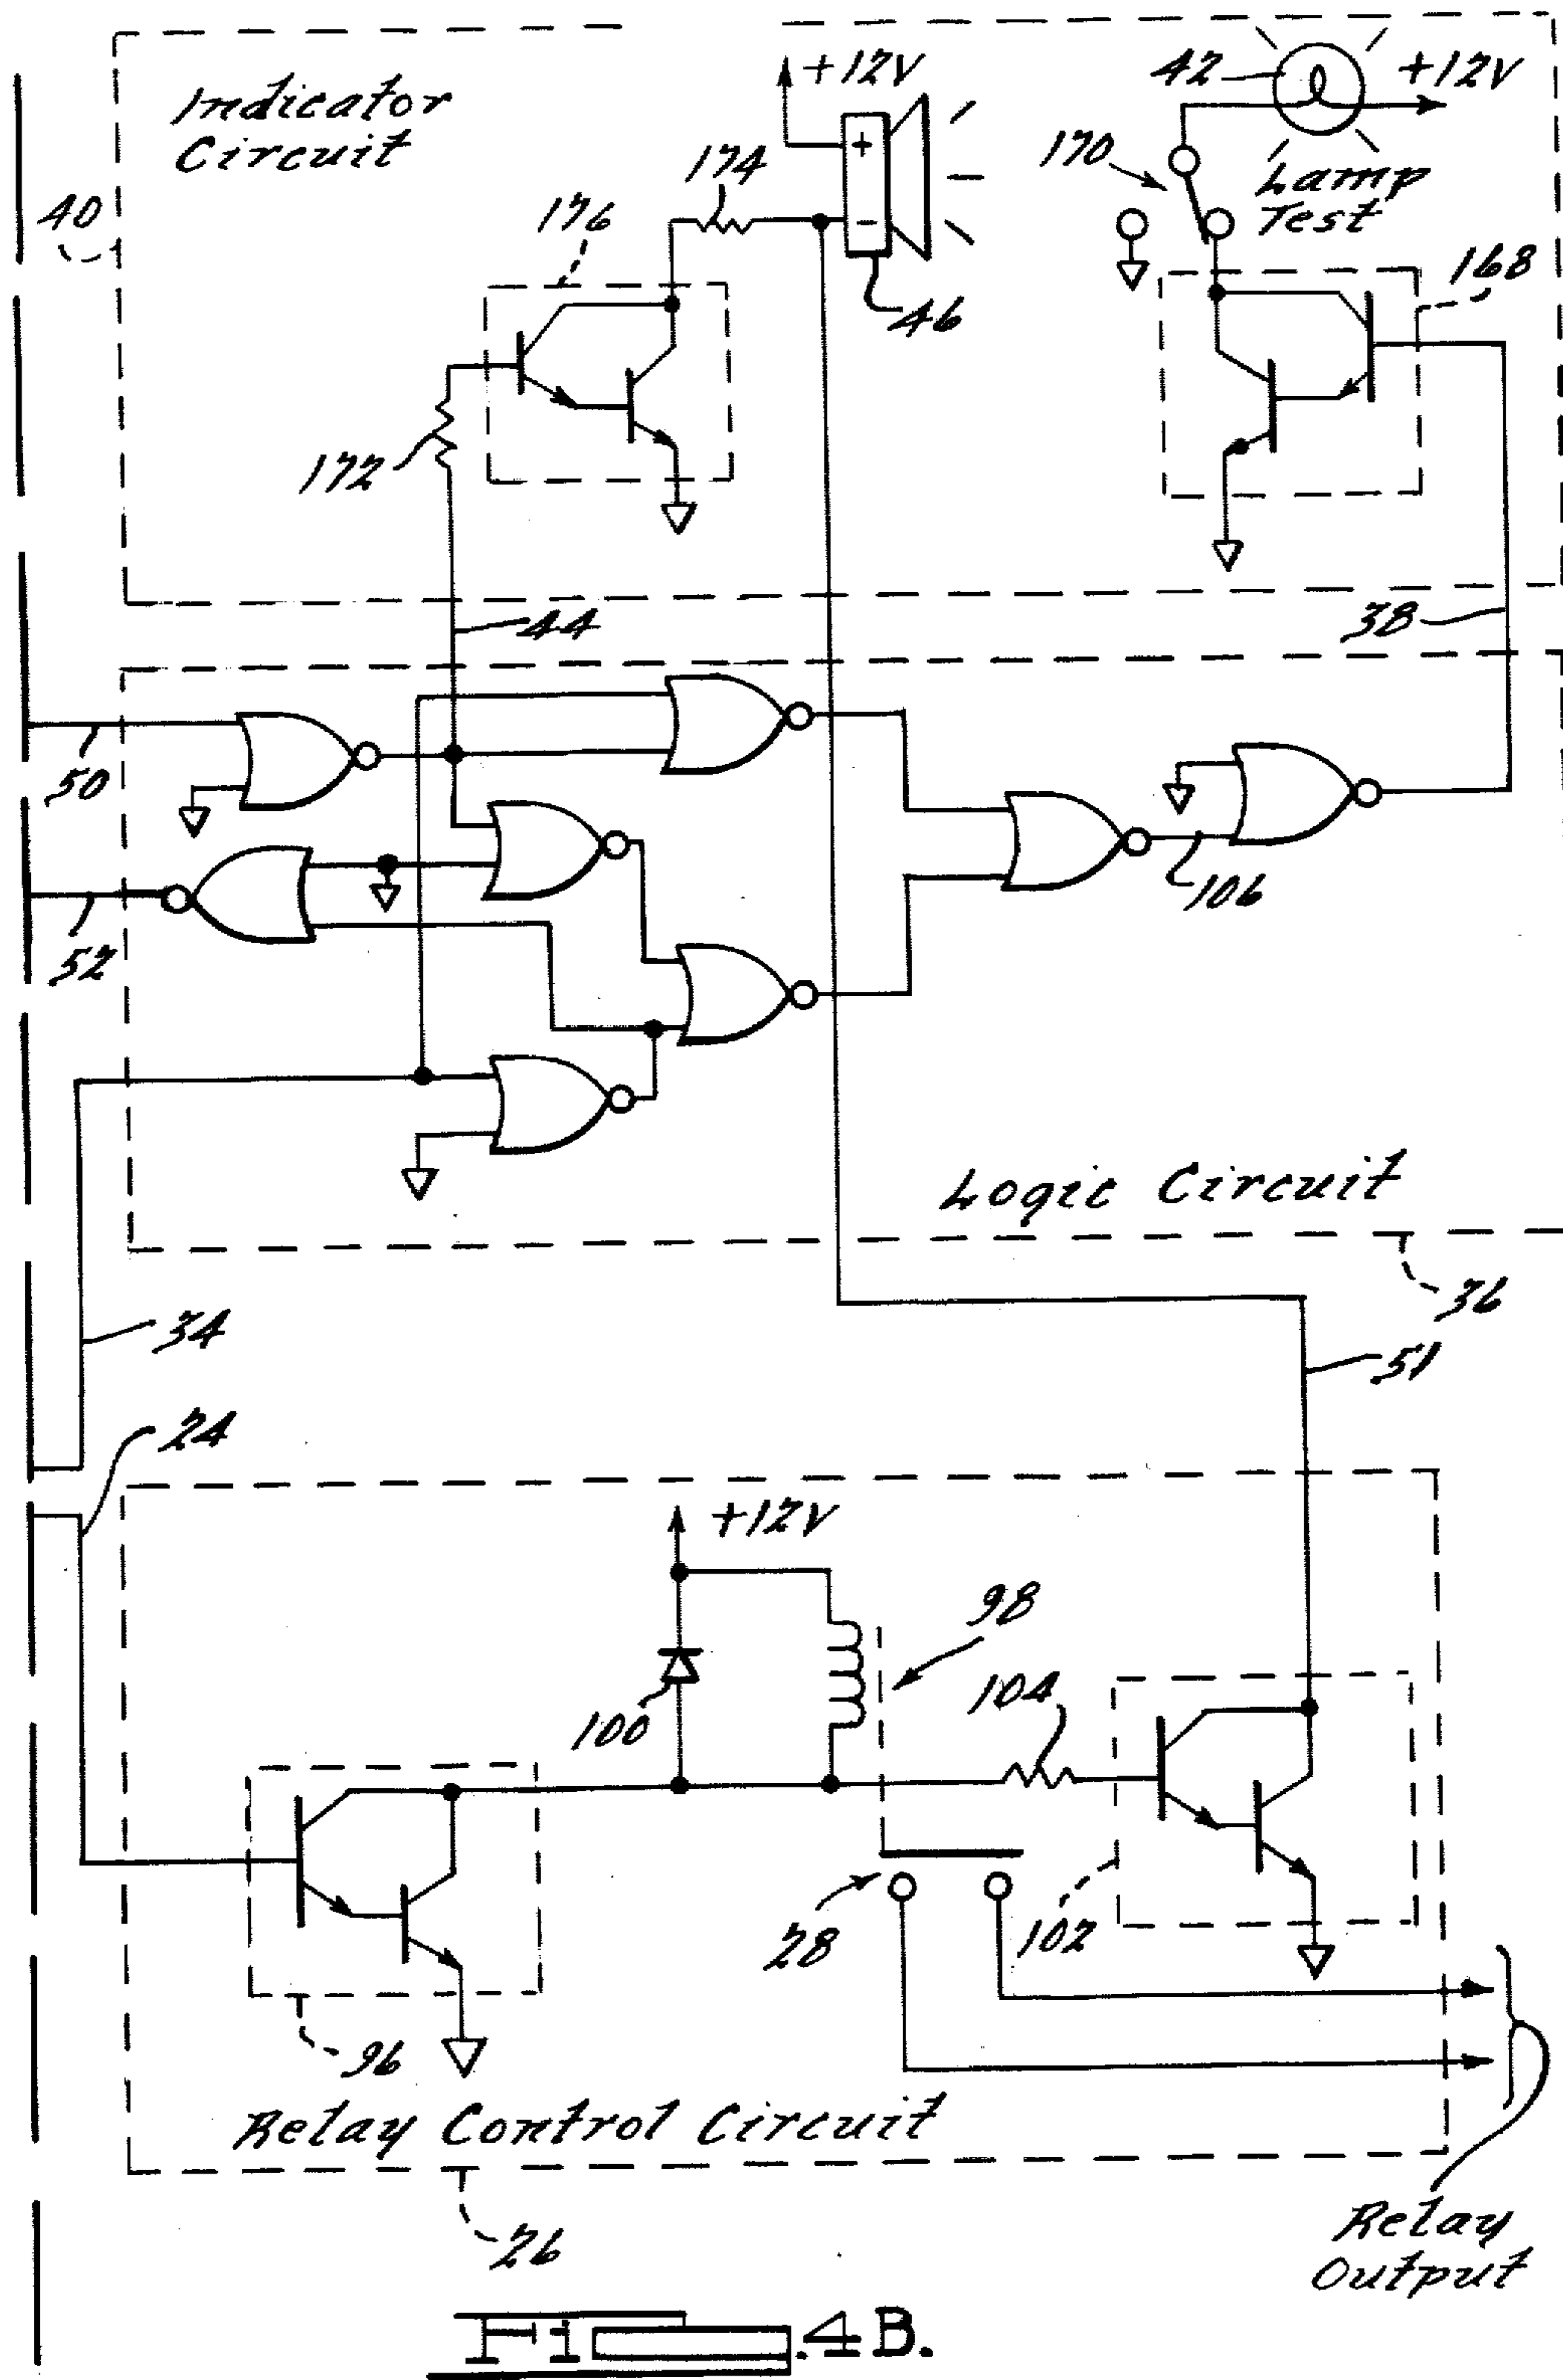 Indicator
Circuit
+12V
42
+12V
170
Lamp
Test
174
40
176
46
168
172
44
38
50
52
106
Logic Circuit
36
34
51
24
+12V
98
100
104
28
102
96
Relay Control Circuit
26
Relay
Output
+
−